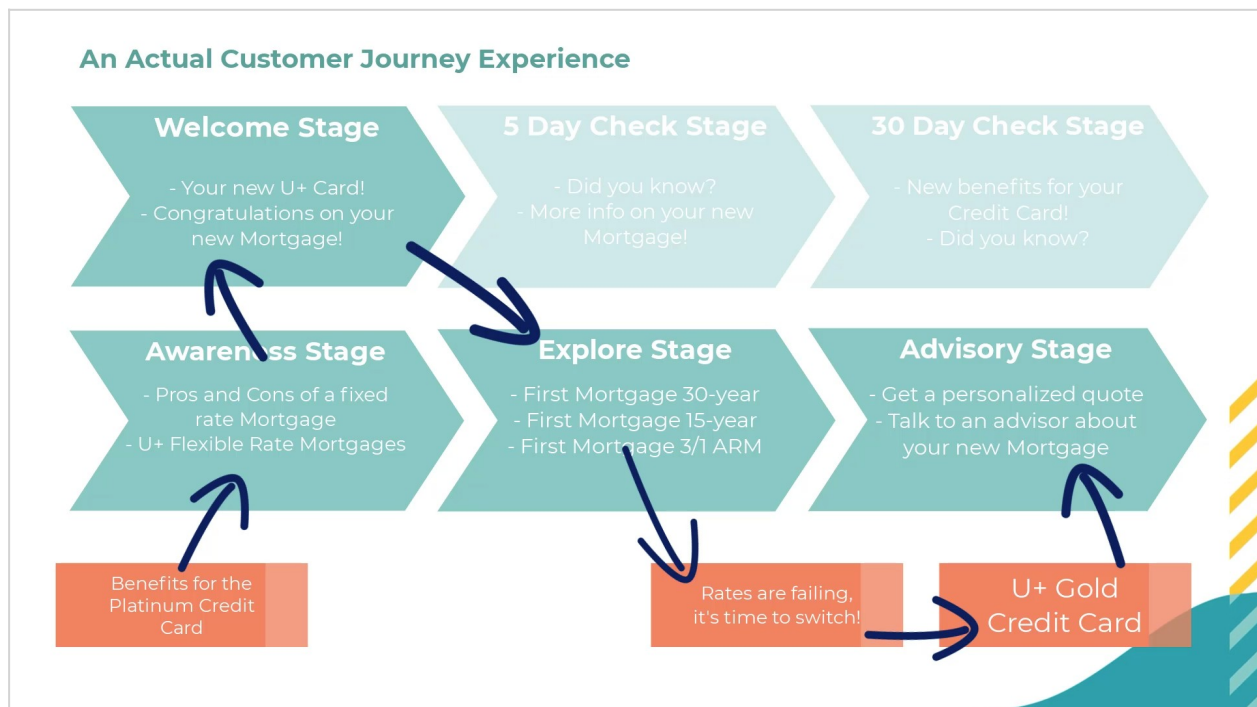 An Actual Customer Journey Experience
Welcome Stage
- Your new U+ Card!
- Congratulations on your
new Mortgage!
5 Day Check Stage
- Did you know?
- More info on your new
Mortgage!
30 Day Check Stage
- New benefits for your
Credit Card!
- Did you know?
Awareness Stage
- Pros and Cons of a fixed
rate Mortgage
- U+ Flexible Rate Mortgages
Explore Stage
- First Mortgage 30-year
- First Mortgage 15-year
- First Mortgage 3/1 ARM
Advisory Stage
- Get a personalized quote
- Talk to an advisor about
your new Mortgage
Benefits for the
Platinum Credit
Card
Rates are failing,
it's time to switch!
U+ Gold
Credit Card